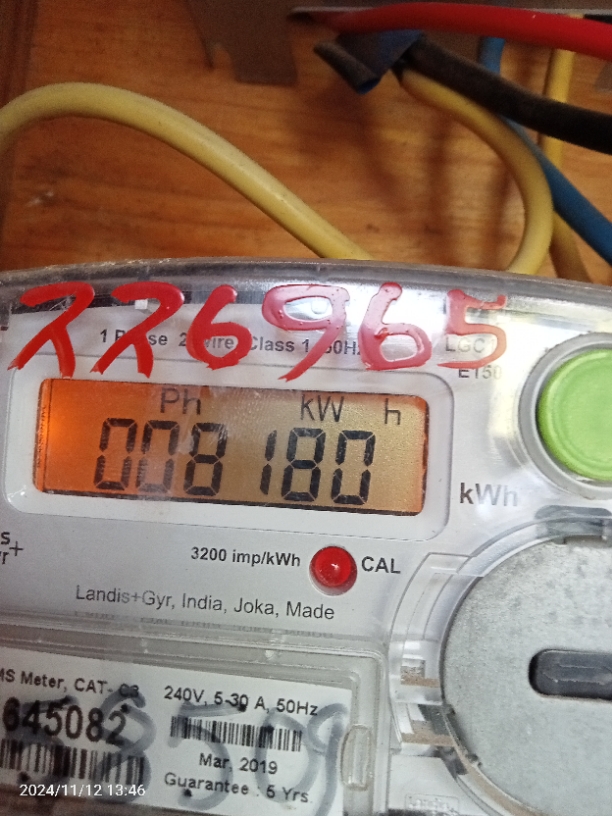 226965
1 Phase 2 Wire Class 1 50Hz
LGC
E150
Ph kW h
008180
kWh
3200 imp/kWh CAL
Landis+Gyr, India, Joka, Made
MS Meter, CAT- C3 240V, 5-30 A, 50Hz
645082
Mar, 2019
Guarantee : 5 Yrs.
2024/11/12 13:46